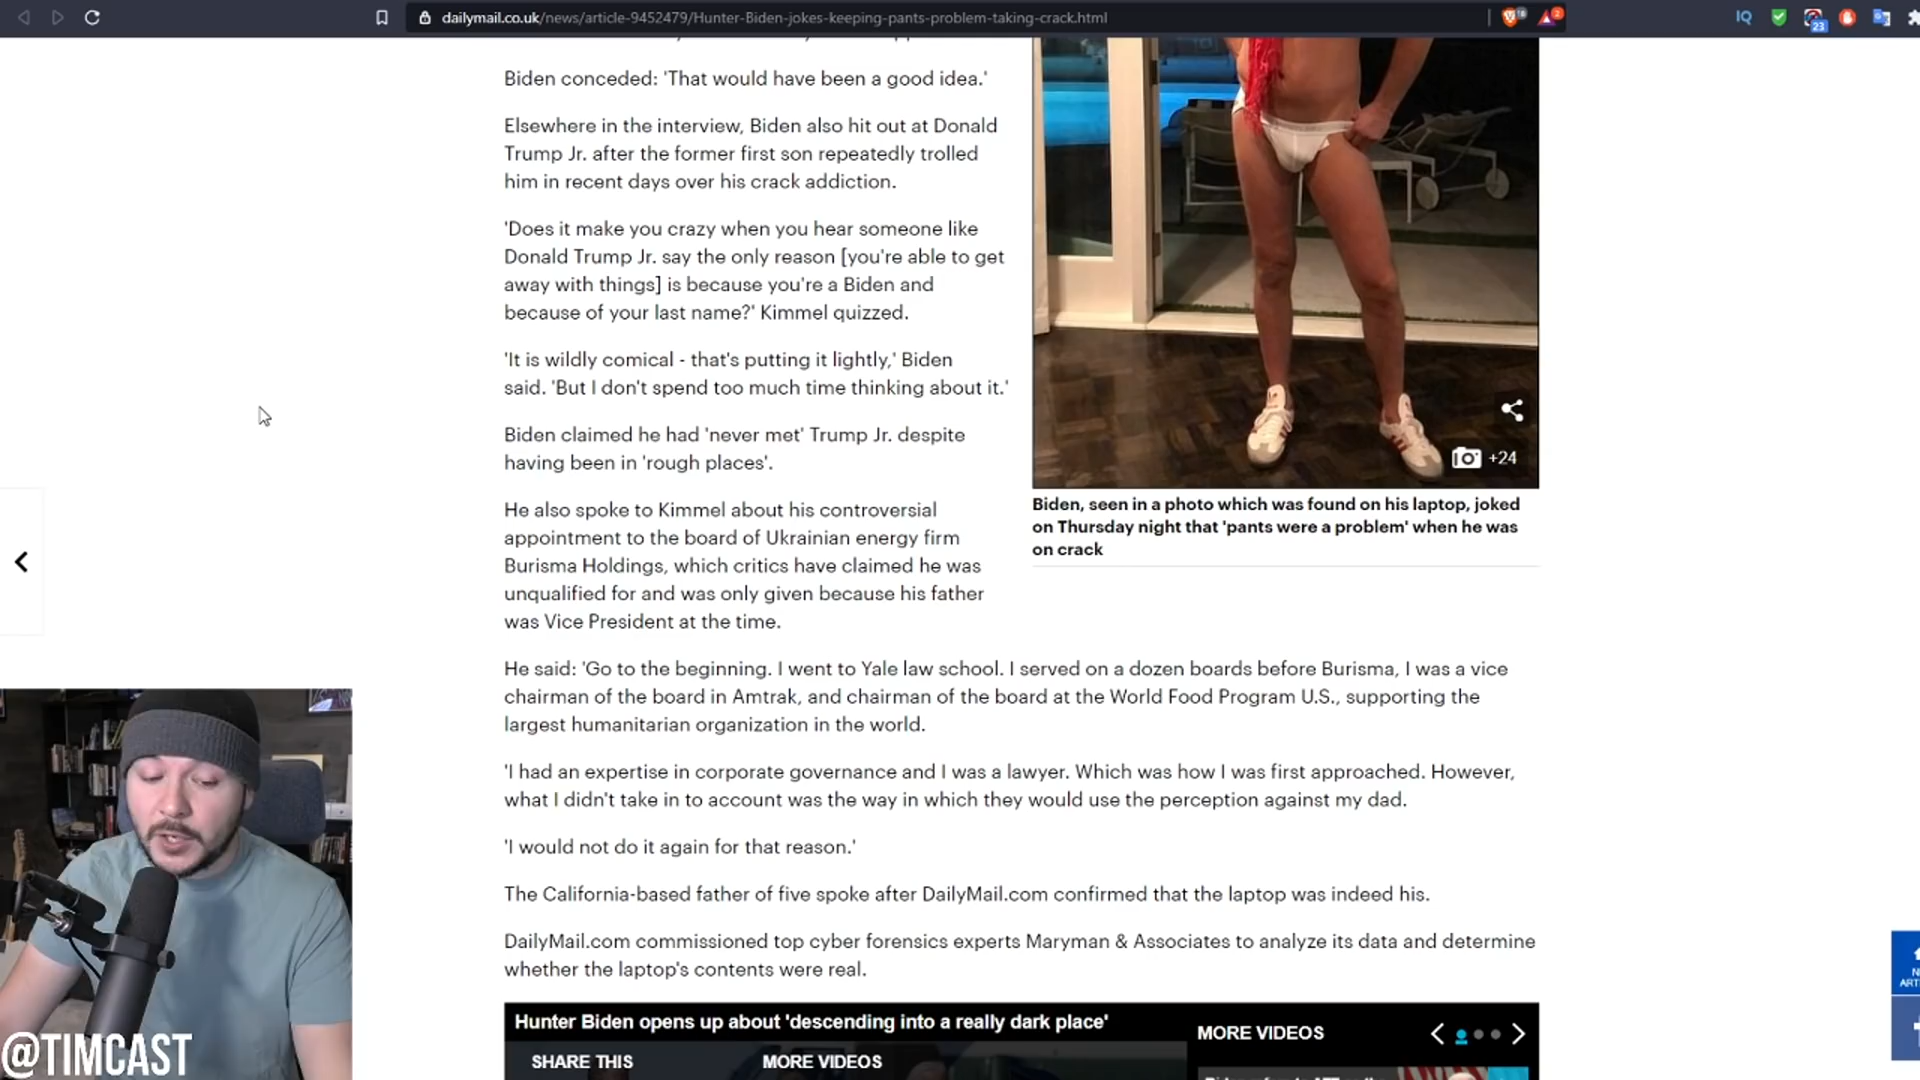 dailymail.co.uk/news/article-9452479/Hunter-Biden-jokes-keeping-pants-problem-taking-crack.html
Biden conceded: 'That would have been a good idea.'
Elsewhere in the interview, Biden also hit out at Donald
Trump Jr. after the former first son repeatedly trolled
him in recent days over his crack addiction.
'Does it make you crazy when you hear someone like
Donald Trump Jr. say the only reason [you're able to get
away with things] is because you're a Biden and
because of your last name?' Kimmel quizzed.
'It is wildly comical - that's putting it lightly,' Biden
said. 'But I don't spend too much time thinking about it.'
Biden claimed he had 'never met' Trump Jr. despite
having been in 'rough places'.
He also spoke to Kimmel about his controversial
appointment to the board of Ukrainian energy firm
Burisma Holdings, which critics have claimed he was
unqualified for and was only given because his father
was Vice President at the time.
+24
Biden, seen in a photo which was found on his laptop, joked
on Thursday night that 'pants were a problem' when he was
on crack
He said: 'Go to the beginning. I went to Yale law school. I served on a dozen boards before Burisma, I was a vice
chairman of the board in Amtrak, and chairman of the board at the World Food Program U.S., supporting the
largest humanitarian organization in the world.
'I had an expertise in corporate governance and I was a lawyer. Which was how I was first approached. However,
what I didn't take in to account was the way in which they would use the perception against my dad.
'I would not do it again for that reason.'
The California-based father of five spoke after DailyMail.com confirmed that the laptop was indeed his.
DailyMail.com commissioned top cyber forensics experts Maryman & Associates to analyze its data and determine
whether the laptop's contents were real.
Hunter Biden opens up about 'descending into a really dark place'
SHARE THIS
MORE VIDEOS
MORE VIDEOS
@TIMCAST
IQ
23